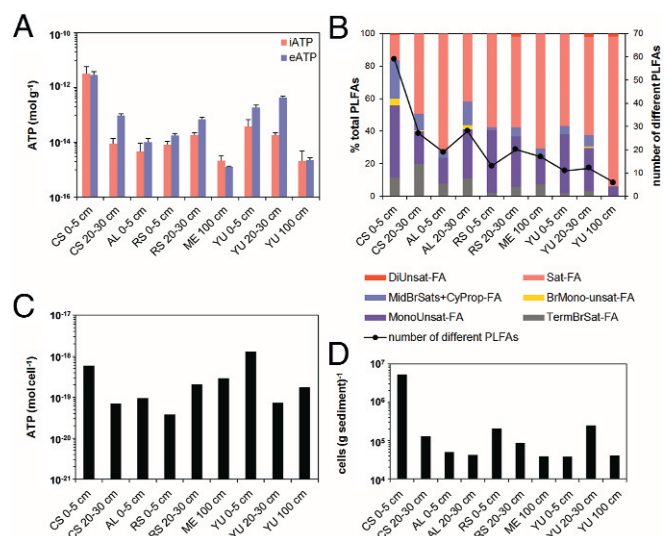 A
iATP
eATP
ATP (mol g-1)
10-10
10-12
10-14
10-16
CS 0-5 cm
CS 20-30 cm
AL 0-5 cm
RS 0-5 cm
RS 20-30 cm
ME 100 cm
YU 0-5 cm
YU 20-30 cm
YU 100 cm
B
% total PLFAs
100
80
60
40
20
0
number of different PLFAs
70
60
50
40
30
20
10
0
CS 0-5 cm
CS 20-30 cm
AL 0-5 cm
AL 20-30 cm
RS 0-5 cm
RS 20-30 cm
ME 100 cm
YU 0-5 cm
YU 20-30 cm
YU 100 cm
DiUnsat-FA
Sat-FA
MidBrSats+CyProp-FA
BrMono-unsat-FA
MonoUnsat-FA
TermBrSat-FA
number of different PLFAs
C
ATP (mol cell-1)
10-17
10-18
10-19
10-20
10-21
CS 0-5 cm
CS 20-30 cm
AL 0-5 cm
RS 0-5 cm
RS 20-30 cm
ME 100 cm
YU 0-5 cm
YU 20-30 cm
YU 100 cm
D
cells (g sediment)-1
107
106
105
104
CS 0-5 cm
CS 20-30 cm
AL 0-5 cm
AL 20-30 cm
RS 0-5 cm
RS 20-30 cm
ME 100 cm
YU 0-5 cm
YU 20-30 cm
YU 100 cm